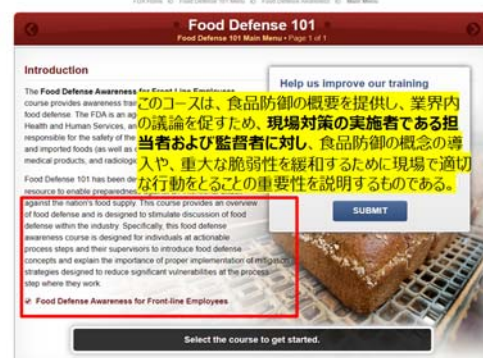 FDA Home Food Defense 101 Menu Food Defense Awareness Main Menu
Food Defense 101
Food Defense 101 Main Menu • Page 1 of 1
Introduction
The Food Defense Awareness for Front-Line Employees
course provides awareness
food defense. The FDA is an
Health and Human Services, an
responsible for the safety of the
and imported foods (as well as
medical products, and
Food Defense 101 has been
resource to enable
against the nation's food supply. This course provides an overview
of food defense and is designed to stimulate discussion of food
defense within the industry. Specifically, this food defense
awareness course is designed for individuals at actionable
process steps and their supervisors to introduce food defense
concepts and explain the importance of proper implementation of mitigation
strategies designed to reduce significant vulnerabilities at the process
step where they work.
Food Defense Awareness for Front-line Employees
Help us improve our training
このコースは、食品防御の概要を提供し、業界内
の議論を促すため、現場対策の実施者である担
当者および監督者に対し、食品防御の概念の導
入や、重大な脆弱性を緩和するために現場で適切
な行動をとることの重要性を説明するものである。
SUBMIT
Select the course to get started.